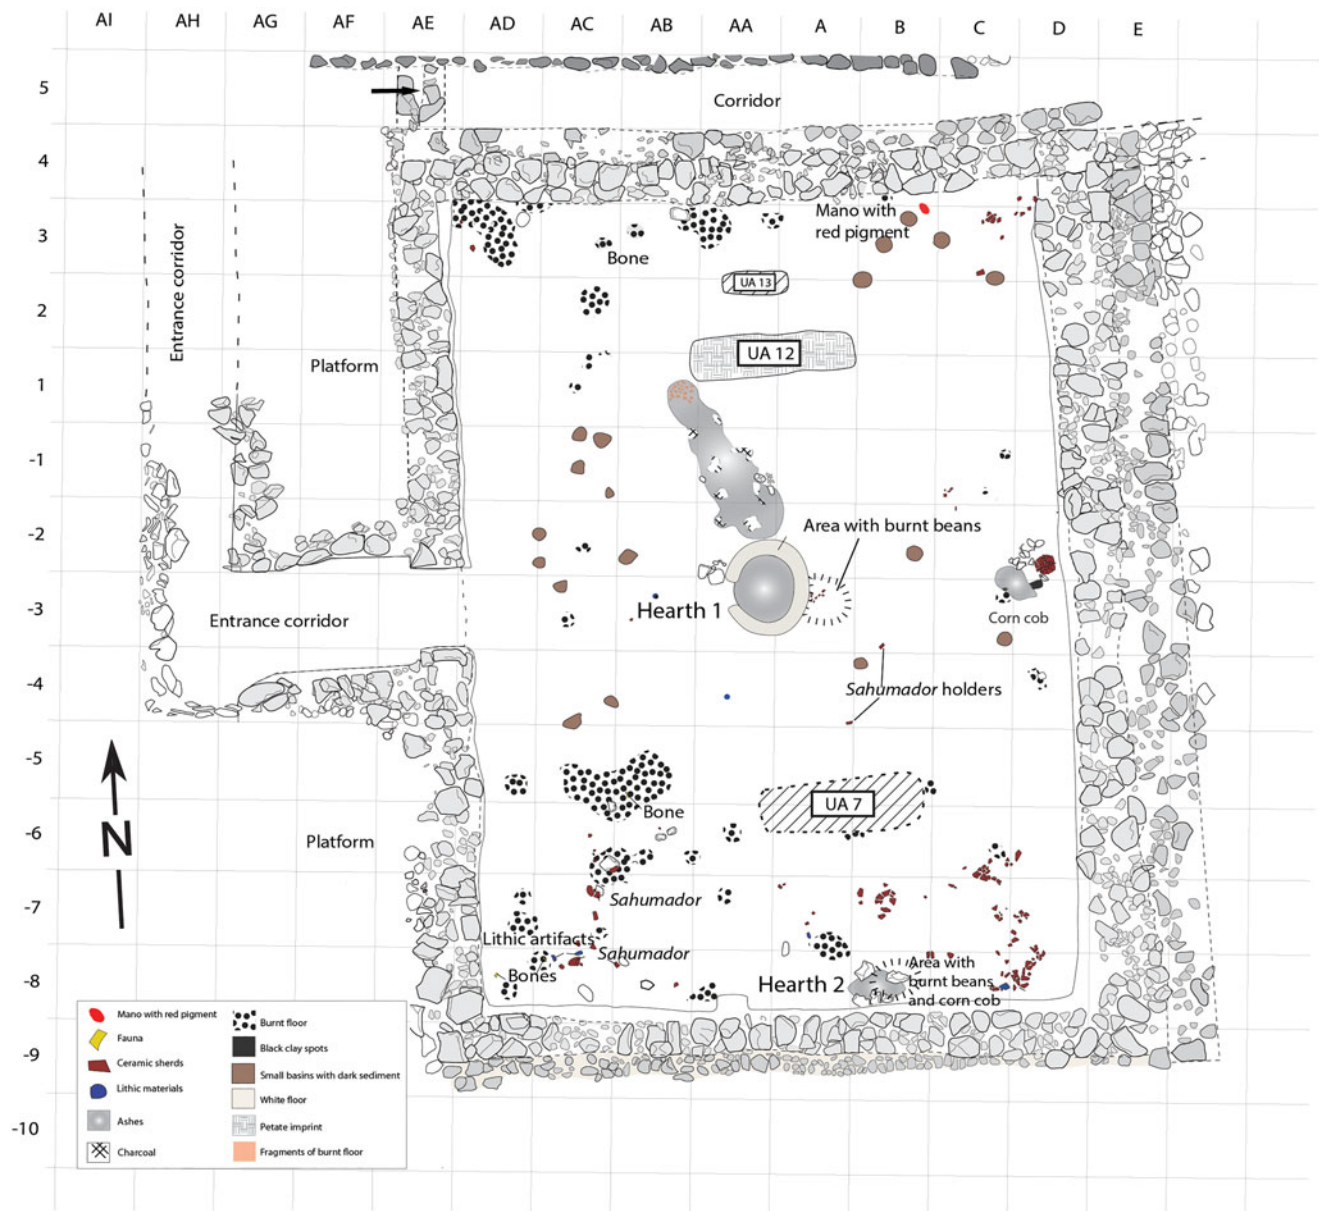 AI AH AG AF AE AD AC AB AA A B C D E
5
Corridor
4
Mano with
red pigment
3
Bone
Entrance corridor
UA 13
2
UA 12
Platform
1
-1
Area with burnt beans
-2
Hearth 1
-3
Entrance corridor
Corn cob
-4
Sahumador holders
-5
UA 7
Bone
-6
Platform
N
Sahumador
-7
Lithic artifacts
Sahumador
Bones
-8
Hearth 2
Area with
burnt beans
and corn cob
-9
-10
Mano with red pigment
Fauna
Ceramic sherds
Lithic materials
Ashes
Charcoal
Burnt floor
Black clay spots
Small basins with dark sediment
White floor
Petate imprint
Fragments of burnt floor